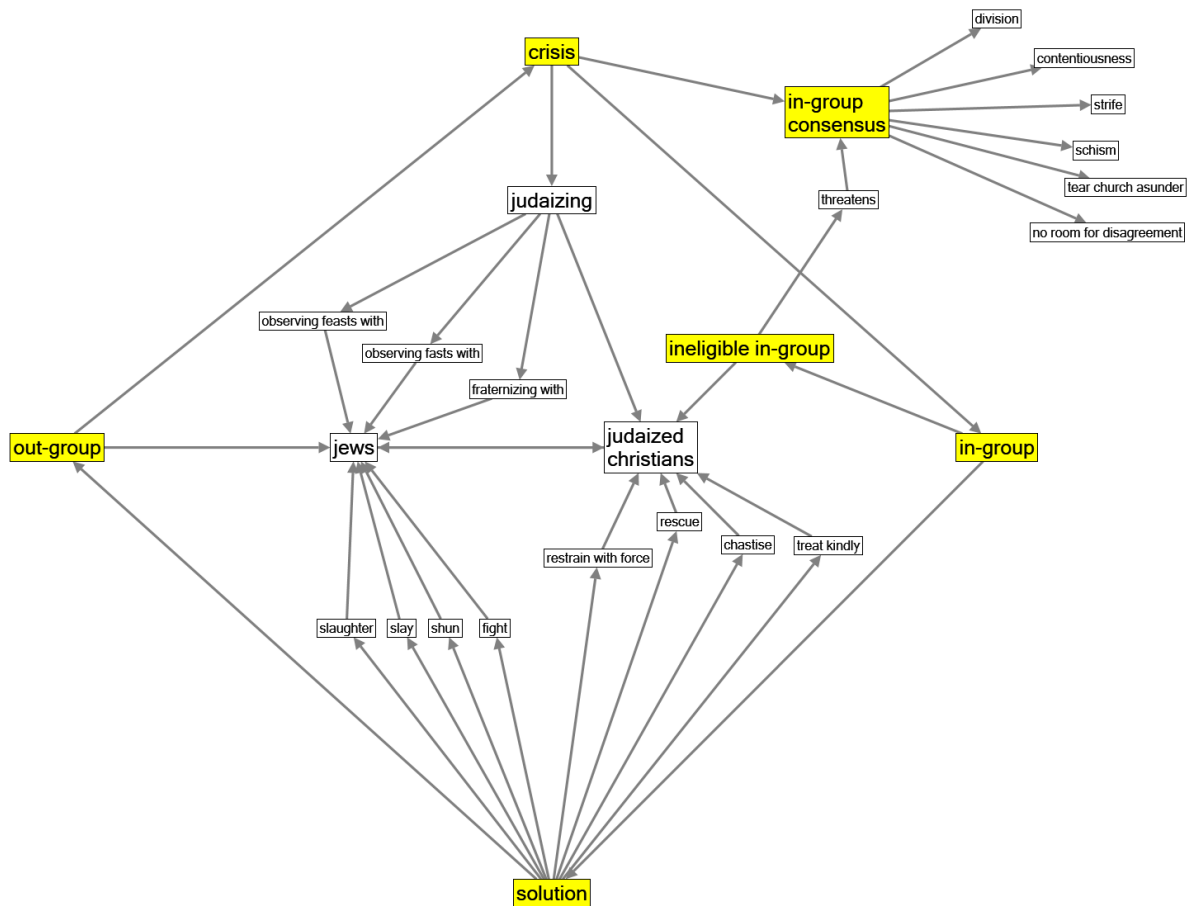 division
crisis
contentiousness
in-group
consensus
strife
schism
tear church asunder
judaizing
threatens
no room for disagreement
observing feasts with
observing fasts with
ineligible in-group
fraternizing with
out-group
jews
judaized
christians
in-group
rescue
restrain with force
chastise
treat kindly
slaughter
slay
shun
fight
solution